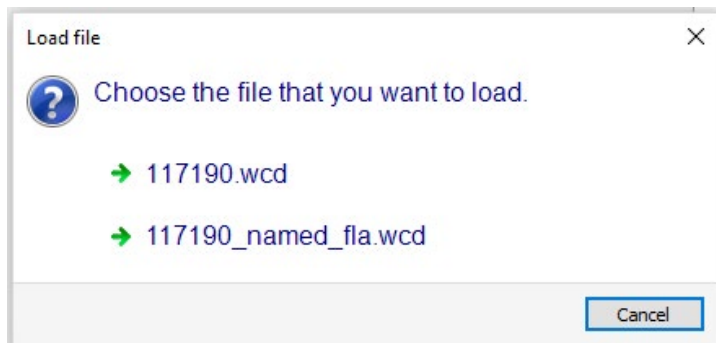 Load file
Choose the file that you want to load.
117190.wcd
117190_named_fla.wcd
Cancel